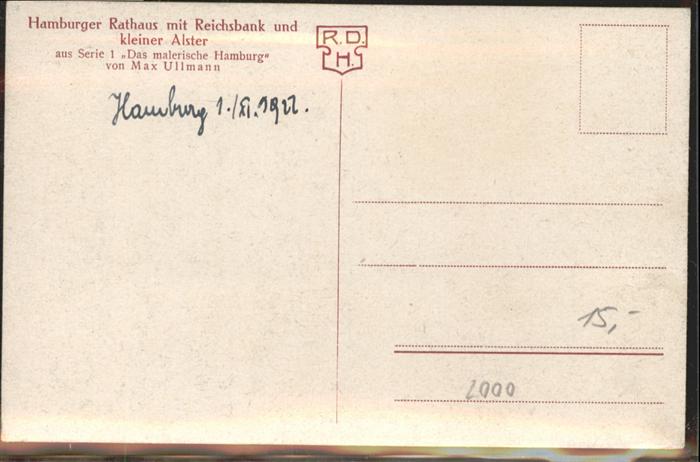 Hamburger Rathaus mit Reichsbank und
kleiner Alster
aus Serie 1 „Das malerische Hamburg“
von Max Ullmann
R. D.
H.
Hamburg 1./XI. 1922.
15,-
2000